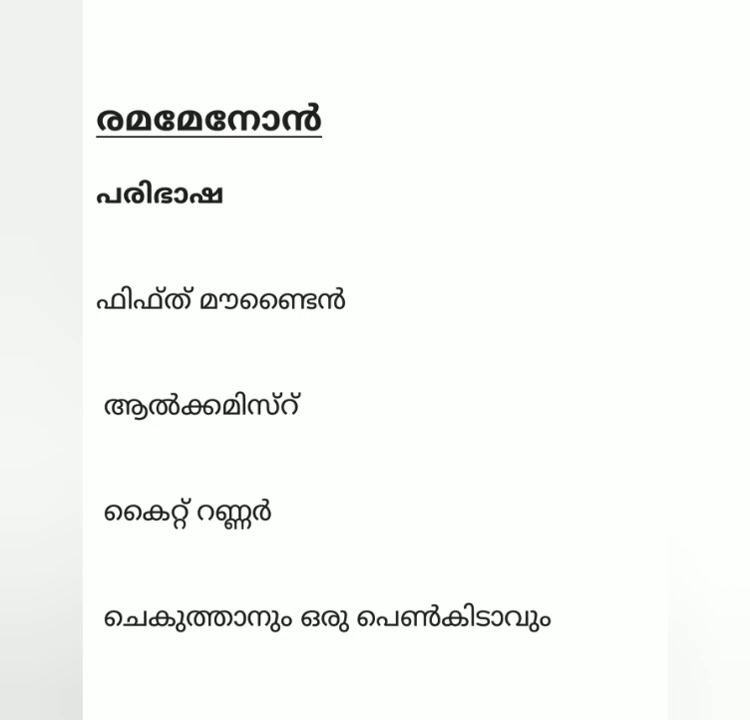 രമമേനോൻ
പരിഭാഷ
ഫിഫ്ത് മൗണ്ടൈൻ
ആൽക്കമിസ്റ്
കൈറ്റ് റണ്ണർ
ചെകുത്താനും ഒരു പെൺകിടാവും